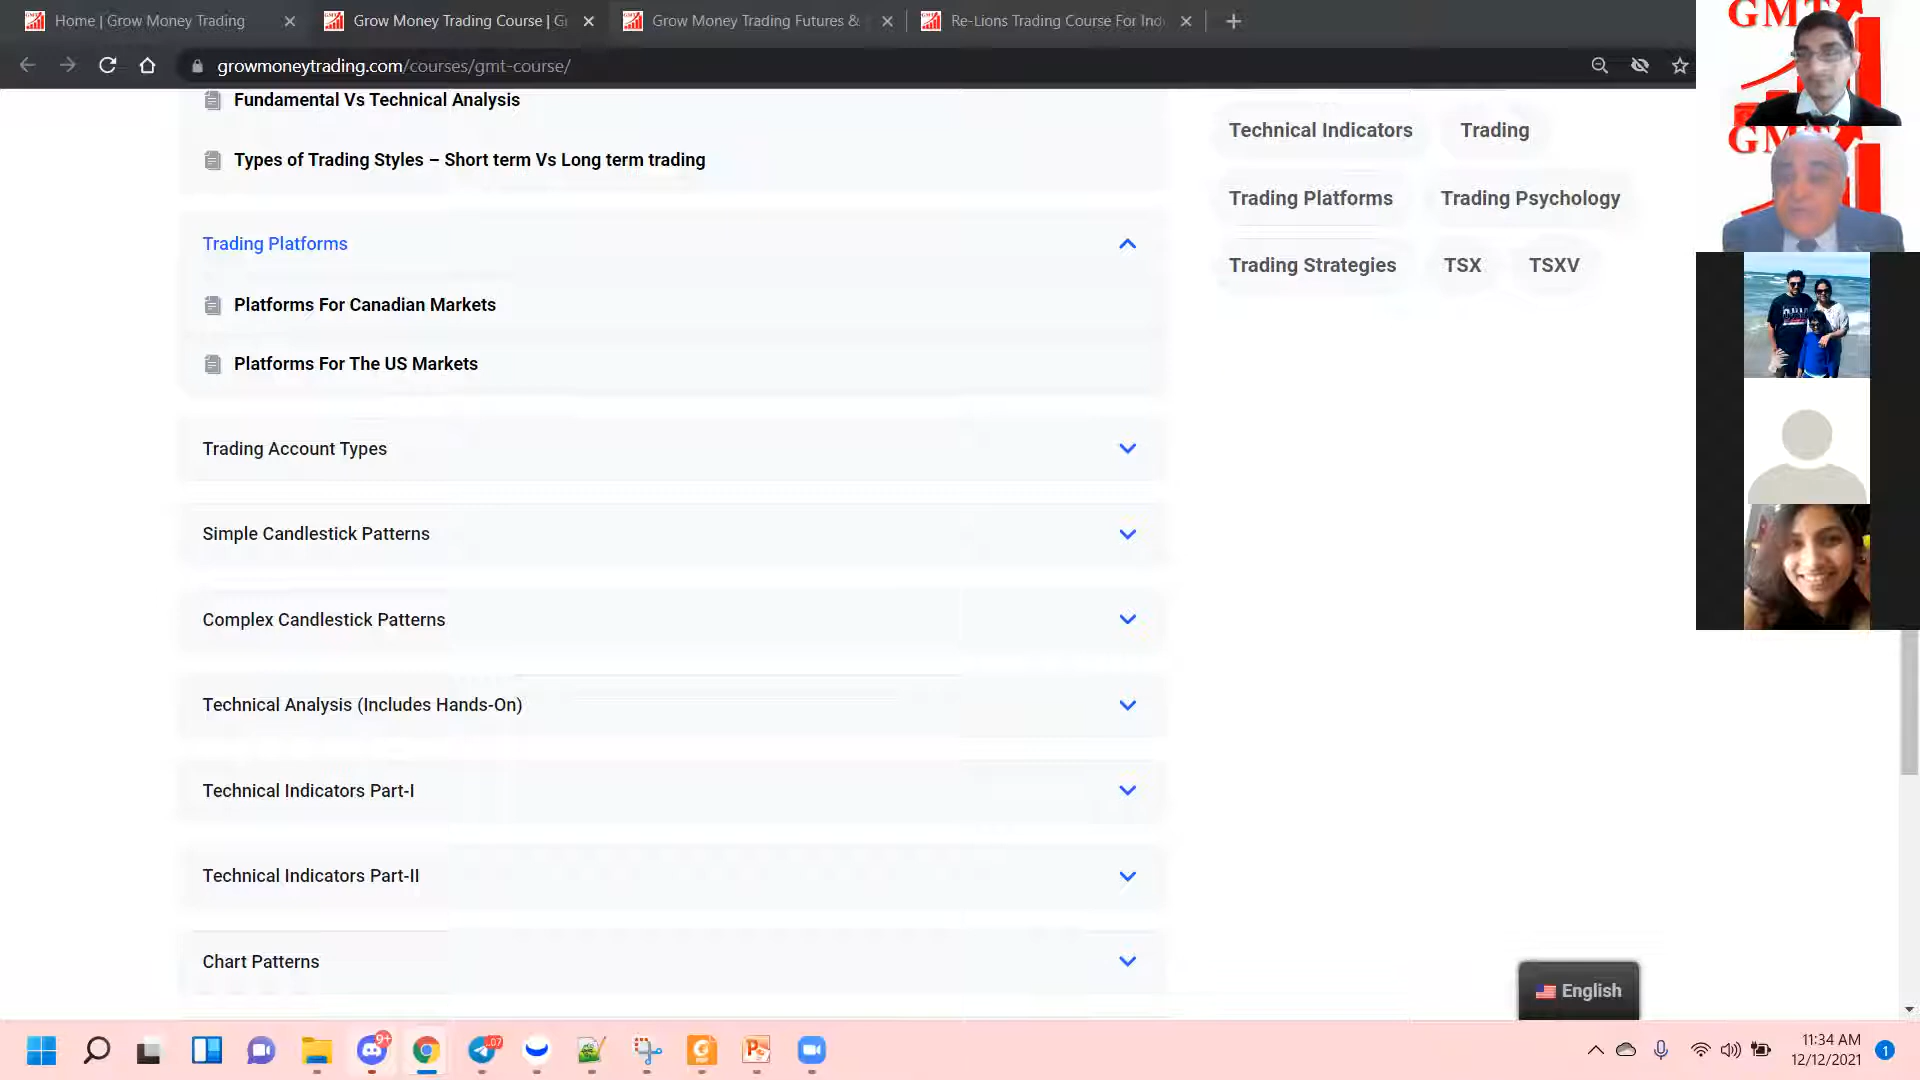 Home | Grow Money Trading
Grow Money Trading Course | G
Grow Money Trading Futures &
Re-Lions Trading Course For Ind
growmoneytrading.com/courses/gmt-course/
GMT
GMT
Fundamental Vs Technical Analysis
Types of Trading Styles – Short term Vs Long term trading
Technical Indicators
Trading
Trading Platforms
Trading Psychology
Trading Strategies
TSX
TSXV
Trading Platforms
Platforms For Canadian Markets
Platforms For The US Markets
Trading Account Types
Simple Candlestick Patterns
Complex Candlestick Patterns
Technical Analysis (Includes Hands-On)
Technical Indicators Part-I
Technical Indicators Part-II
Chart Patterns
English
9+
11:34 AM
12/12/2021
1